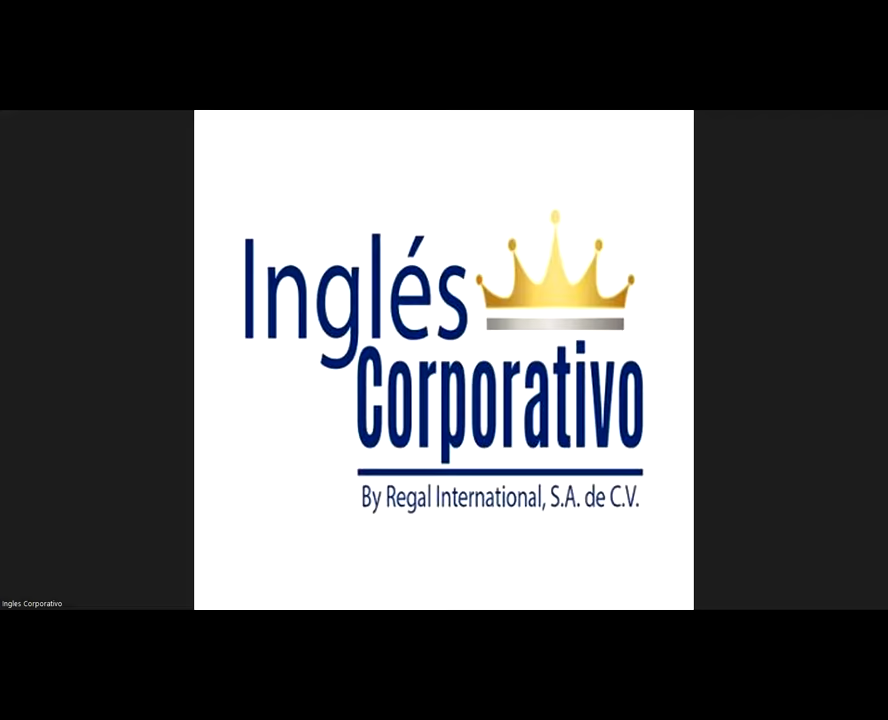 Inglés
Corporativo
By Regal International, S.A. de C.V.
Ingles Corporativo